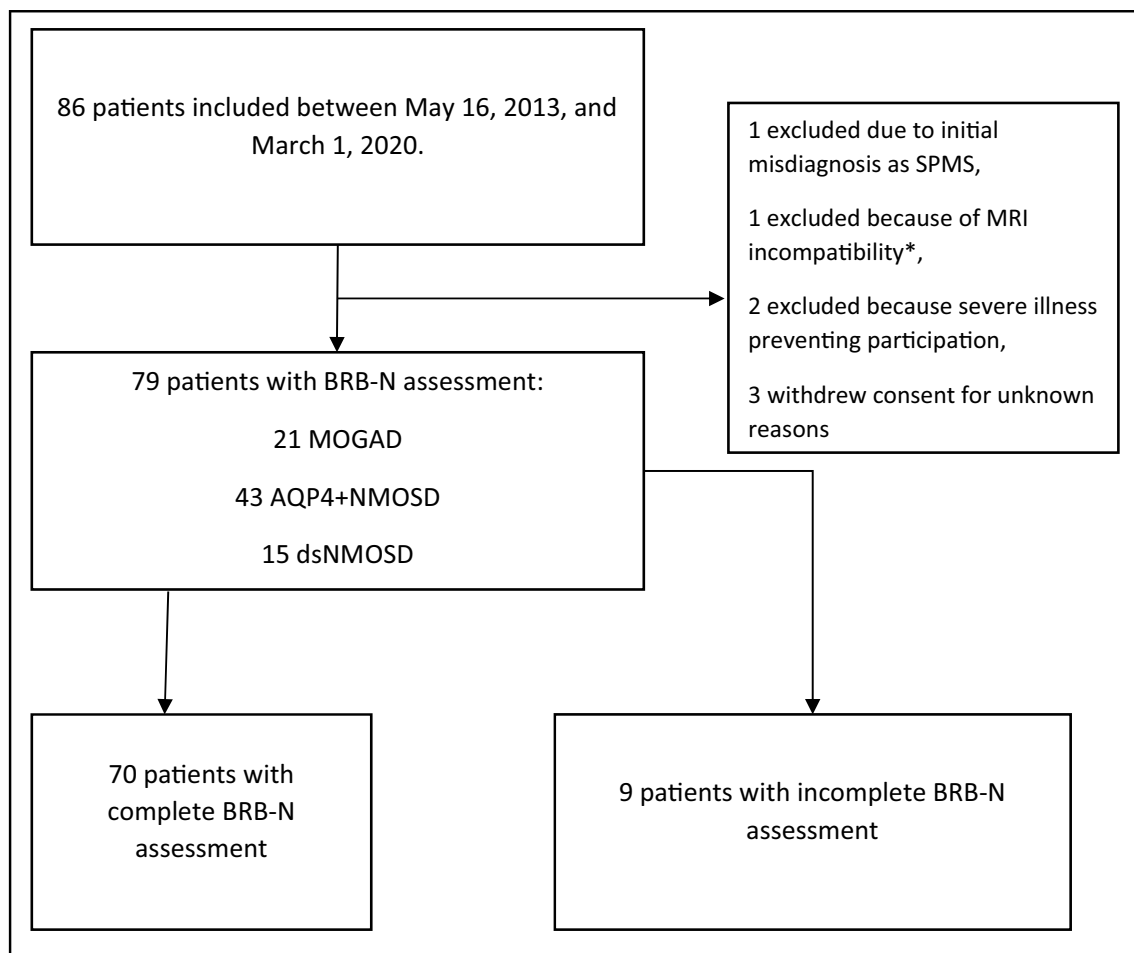 86 patients included between May 16, 2013, and
March 1, 2020.
1 excluded due to initial
misdiagnosis as SPMS,
1 excluded because of MRI
incompatibility*,
2 excluded because severe illness
preventing participation,
3 withdrew consent for unknown
reasons
79 patients with BRB-N assessment:
21 MOGAD
43 AQP4+NMOSD
15 dsNMOSD
70 patients with
complete BRB-N
assessment
9 patients with incomplete BRB-N
assessment